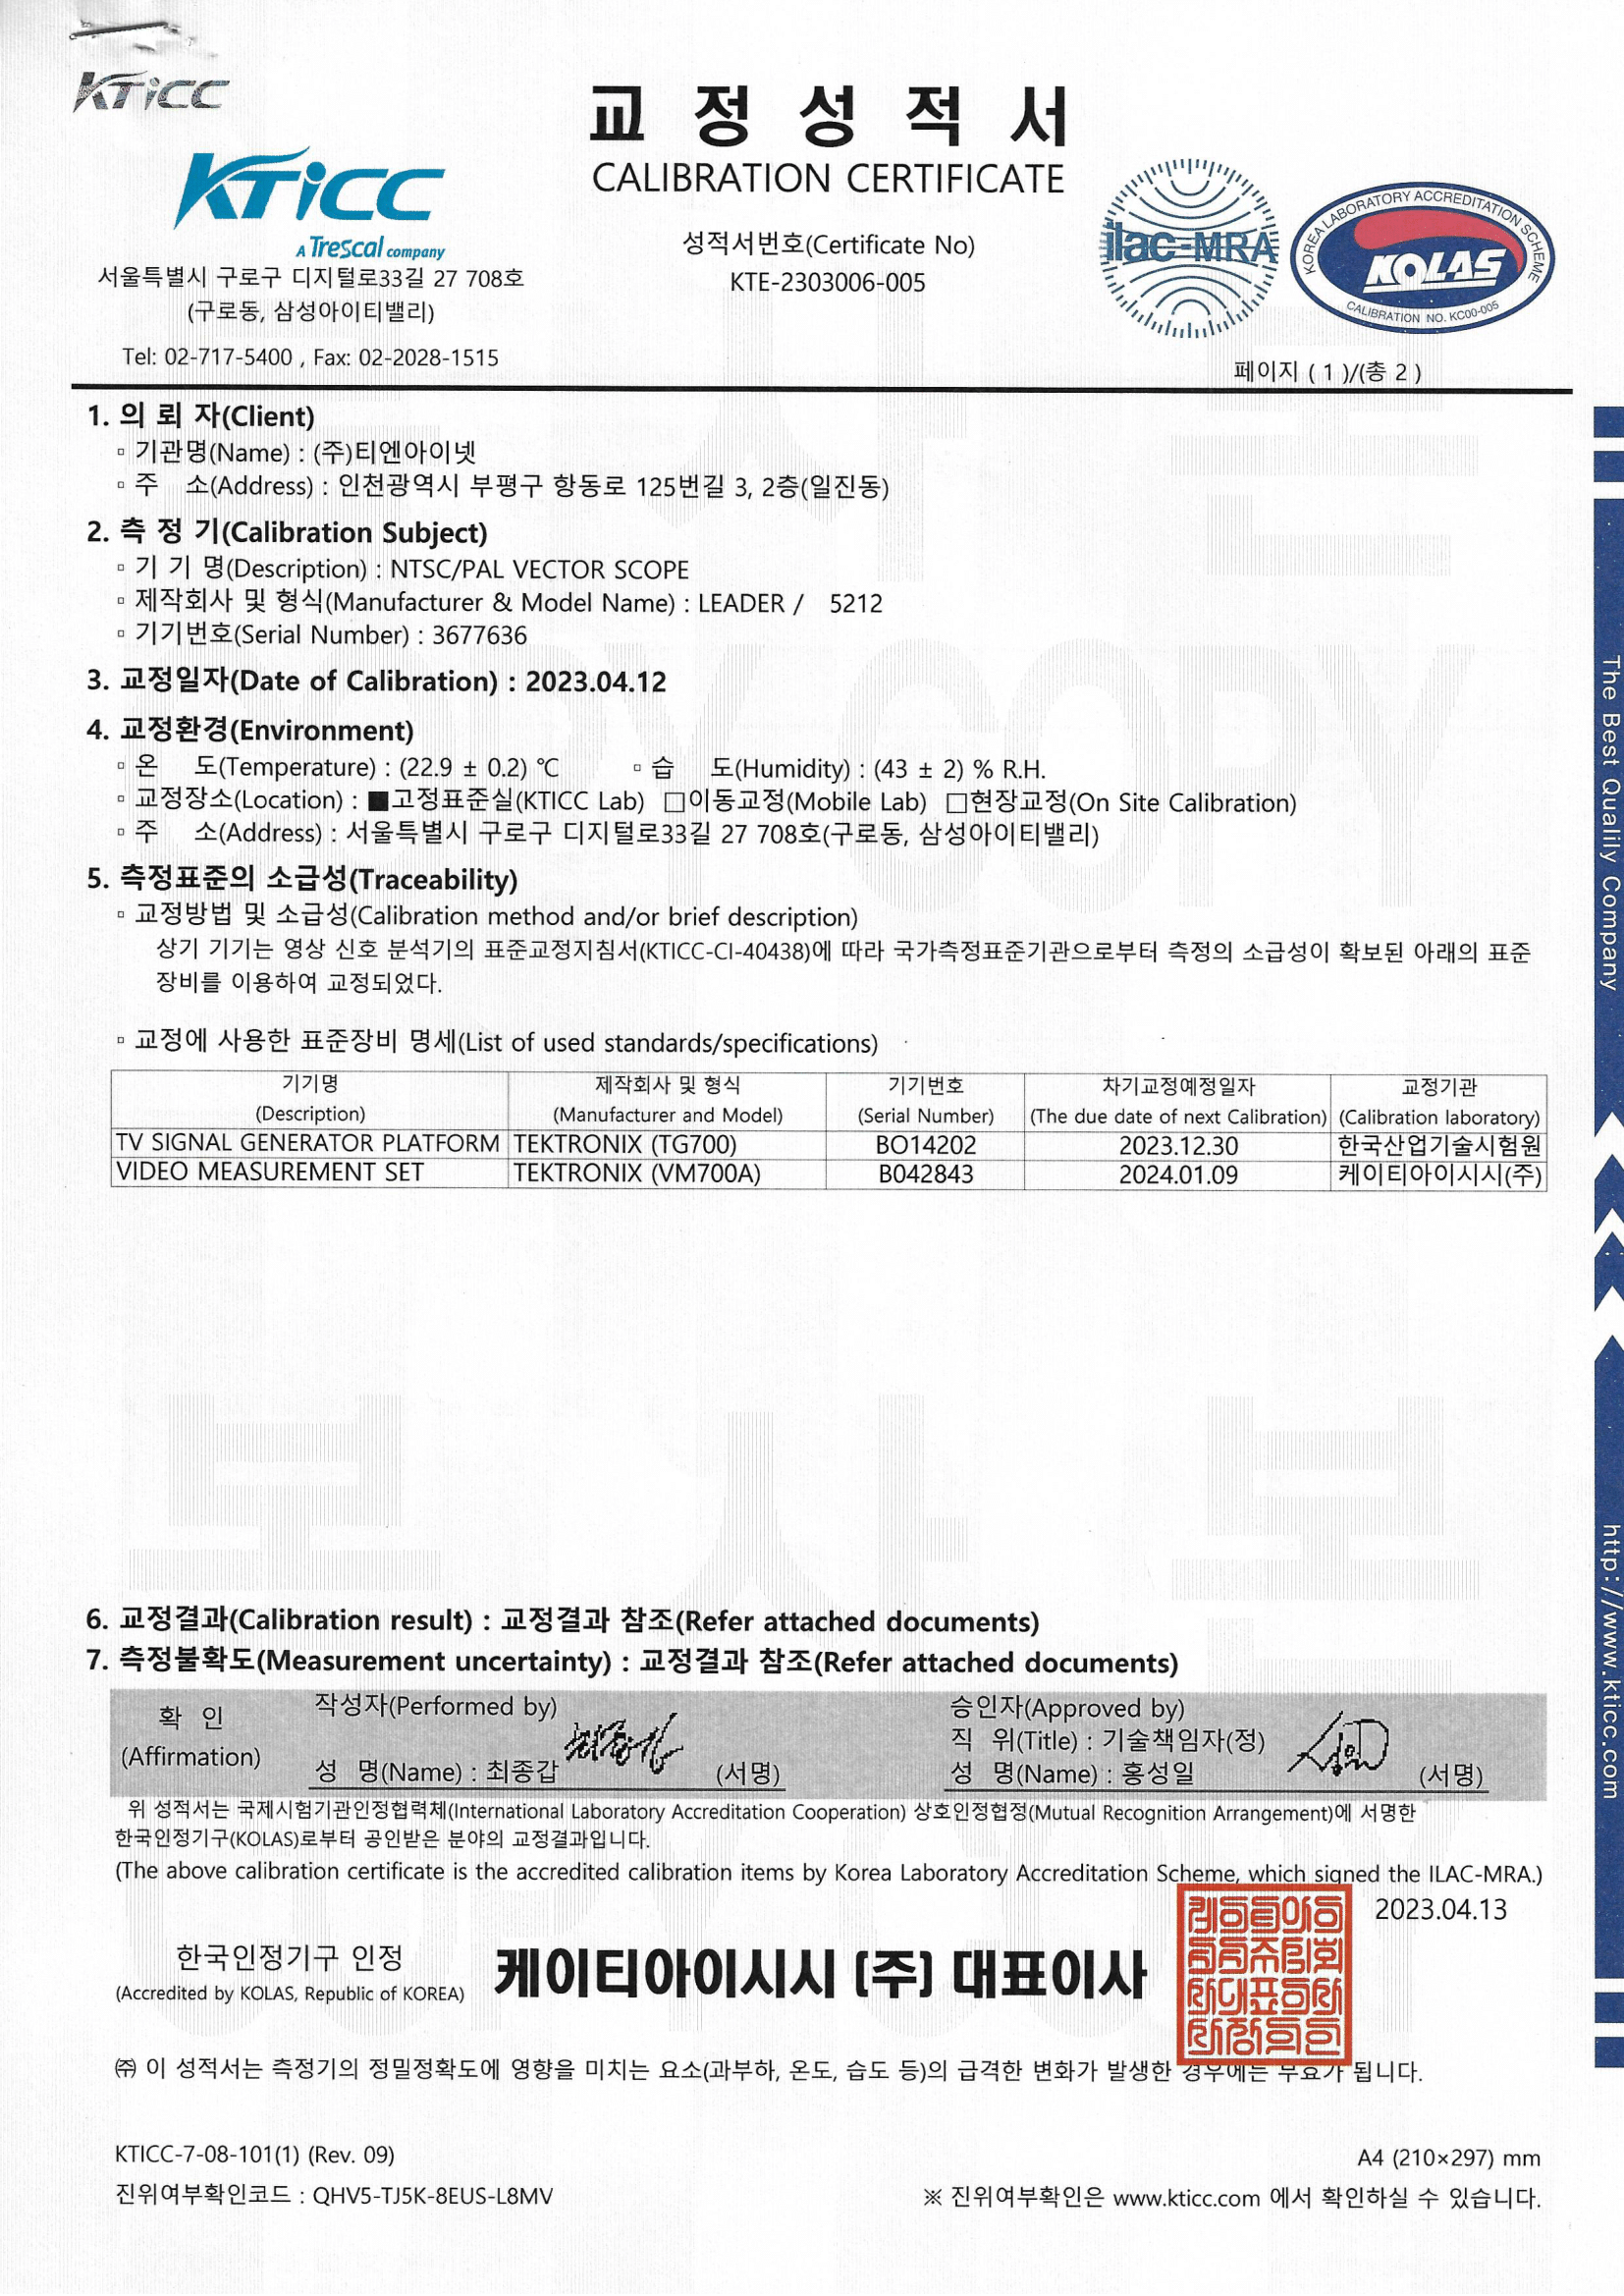 KTiCC
교 정 성 적 서
CALIBRATION CERTIFICATE
KTiCC
A Trescal company
서울특별시 구로구 디지털로33길 27 708호
(구로동, 삼성아이티밸리)
Tel: 02-717-5400 , Fax: 02-2028-1515
성적서번호(Certificate No)
KTE-2303006-005
ilac-MRA
KOREA LABORATORY ACCREDITATION SCHEME
KOLAS
CALIBRATION NO. KC00-005
페이지 ( 1 )/(총 2 )
1. 의 뢰 자(Client)
▫ 기관명(Name) : (주)티엔아이넷
▫ 주 소(Address) : 인천광역시 부평구 항동로 125번길 3, 2층(일진동)
2. 측 정 기(Calibration Subject)
▫ 기 기 명(Description) : NTSC/PAL VECTOR SCOPE
▫ 제작회사 및 형식(Manufacturer & Model Name) : LEADER / 5212
▫ 기기번호(Serial Number) : 3677636
3. 교정일자(Date of Calibration) : 2023.04.12
4. 교정환경(Environment)
▫ 온 도(Temperature) : (22.9 ± 0.2) ℃ ▫ 습 도(Humidity) : (43 ± 2) % R.H.
▫ 교정장소(Location) : ■고정표준실(KTICC Lab) □이동교정(Mobile Lab) □현장교정(On Site Calibration)
▫ 주 소(Address) : 서울특별시 구로구 디지털로33길 27 708호(구로동, 삼성아이티밸리)
5. 측정표준의 소급성(Traceability)
▫ 교정방법 및 소급성(Calibration method and/or brief description)
상기 기기는 영상 신호 분석기의 표준교정지침서(KTICC-CI-40438)에 따라 국가측정표준기관으로부터 측정의 소급성이 확보된 아래의 표준
장비를 이용하여 교정되었다.
▫ 교정에 사용한 표준장비 명세(List of used standards/specifications)
기기명 제작회사 및 형식 기기번호 차기교정예정일자 교정기관
(Description) (Manufacturer and Model) (Serial Number) (The due date of next Calibration) (Calibration laboratory)
TV SIGNAL GENERATOR PLATFORM TEKTRONIX (TG700) BO14202 2023.12.30 한국산업기술시험원
VIDEO MEASUREMENT SET TEKTRONIX (VM700A) B042843 2024.01.09 케이티아이시시(주)
6. 교정결과(Calibration result) : 교정결과 참조(Refer attached documents)
7. 측정불확도(Measurement uncertainty) : 교정결과 참조(Refer attached documents)
확 인
(Affirmation)
작성자(Performed by)
성 명(Name) : 최종갑 (서명)
승인자(Approved by)
직 위(Title) : 기술책임자(정)
성 명(Name) : 홍성일 (서명)
위 성적서는 국제시험기관인정협력체(International Laboratory Accreditation Cooperation) 상호인정협정(Mutual Recognition Arrangement)에 서명한
한국인정기구(KOLAS)로부터 공인받은 분야의 교정결과입니다.
(The above calibration certificate is the accredited calibration items by Korea Laboratory Accreditation Scheme, which signed the ILAC-MRA.)
2023.04.13
한국인정기구 인정
(Accredited by KOLAS, Republic of KOREA)
케이티아이시시 (주) 대표이사
㈜ 이 성적서는 측정기의 정밀정확도에 영향을 미치는 요소(과부하, 온도, 습도 등)의 급격한 변화가 발생한 경우에는 무효가 됩니다.
KTICC-7-08-101(1) (Rev. 09)
A4 (210×297) mm
진위여부확인코드 : QHV5-TJ5K-8EUS-L8MV
※ 진위여부확인은 www.kticc.com 에서 확인하실 수 있습니다.
The Best Qualily Company
http://www.kticc.com
복사본
COPY COPY
복사본
COPY COPY